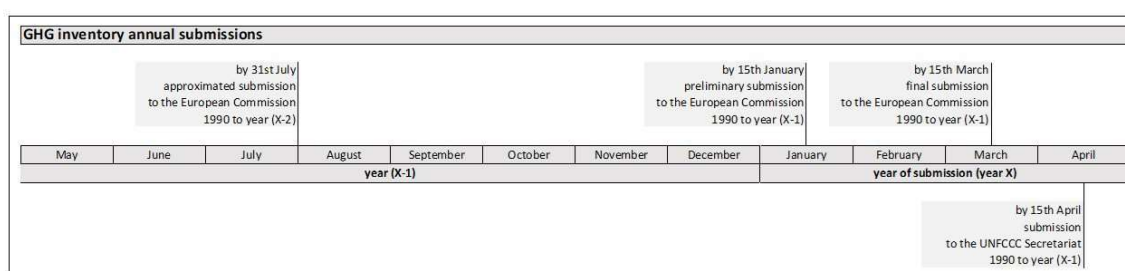 GHG inventory annual submissions
by 31st July
approximated submission
to the European Commission
1990 to year (X-2)
by 15th January
preliminary submission
to the European Commission
1990 to year (X-1)
by 15th March
final submission
to the European Commission
1990 to year (X-1)
May June July August September October November December January February March April
year (X-1) year of submission (year X)
by 15th April
submission
to the UNFCCC Secretariat
1990 to year (X-1)